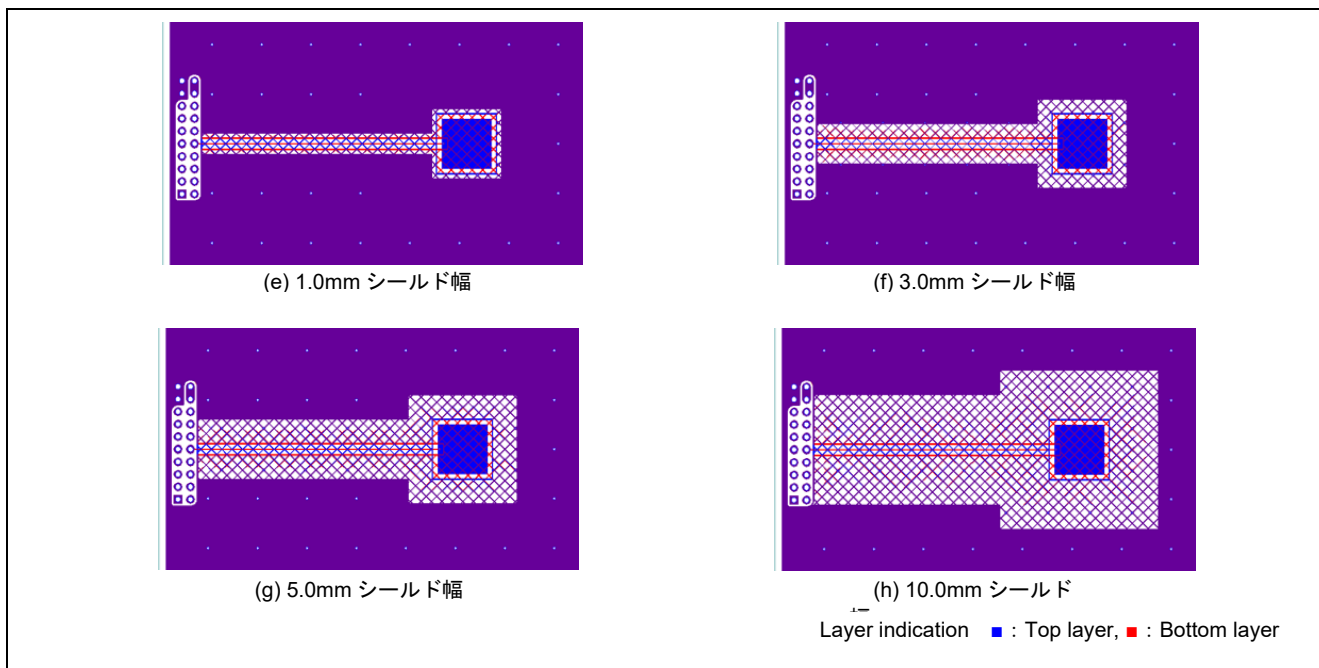 (e) 1.0mm シールド幅
(f) 3.0mm シールド幅
(g) 5.0mm シールド幅
(h) 10.0mm シールド
Layer indication ■ : Top layer, ■ : Bottom layer